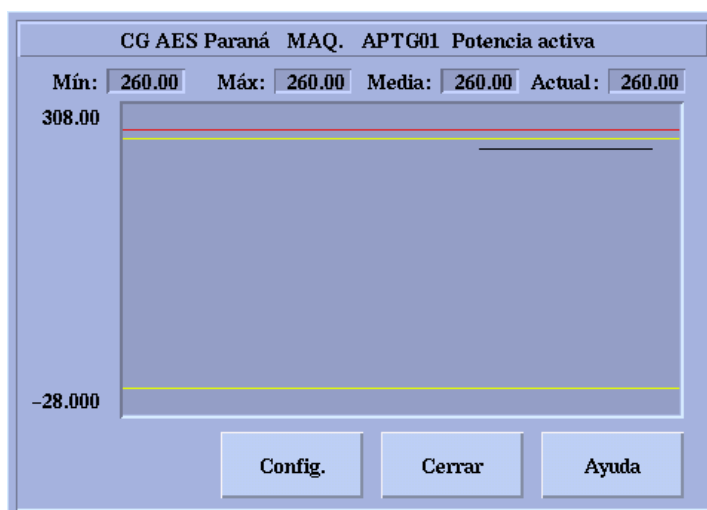 CG AES Paraná MAQ. APTG01 Potencia activa
Mín: 260.00 Máx: 260.00 Media: 260.00 Actual: 260.00
308.00
-28.000
Config. Cerrar Ayuda